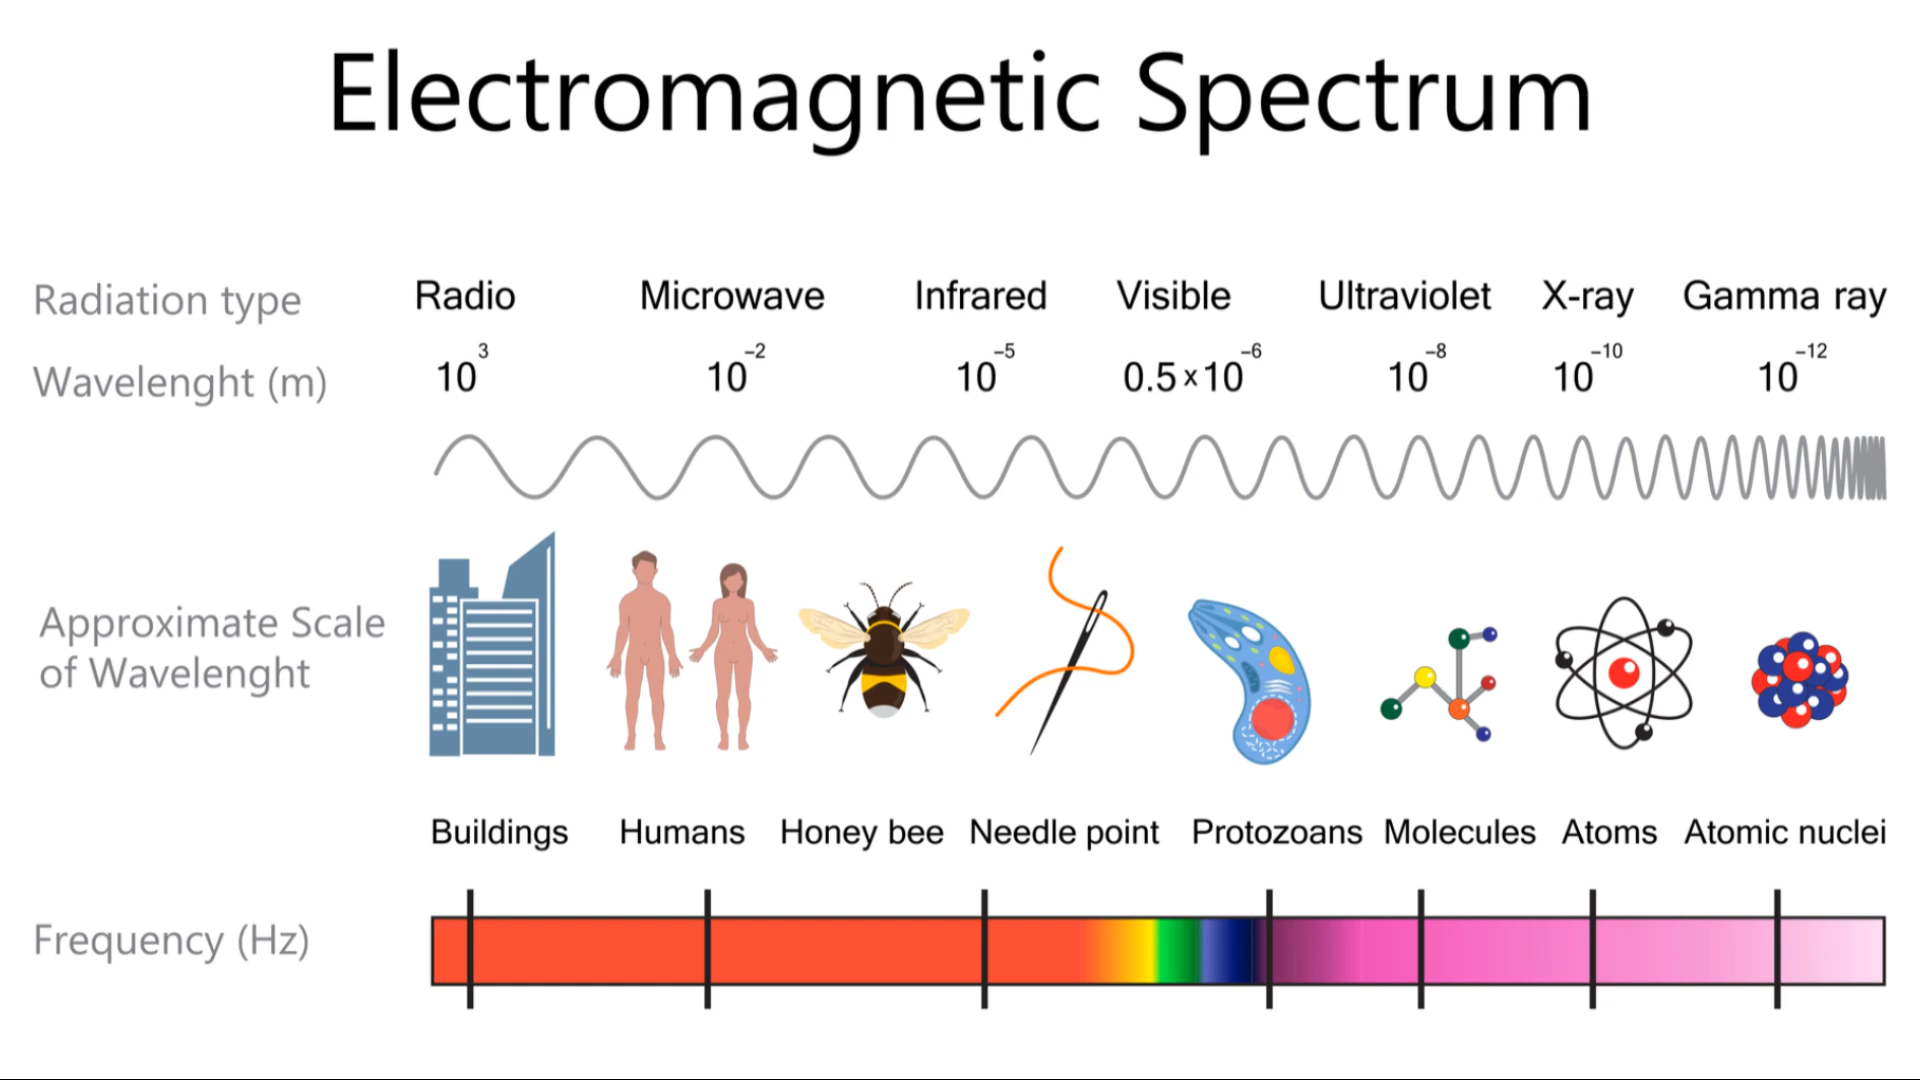 Electromagnetic Spectrum
Radiation type Radio Microwave Infrared Visible Ultraviolet X-ray Gamma ray
Wavelenght (m) 10³ 10⁻² 10⁻⁵ 0.5×10⁻⁶ 10⁻⁸ 10⁻¹⁰ 10⁻¹²
Approximate Scale
of Wavelenght
Buildings Humans Honey bee Needle point Protozoans Molecules Atoms Atomic nuclei
Frequency (Hz)